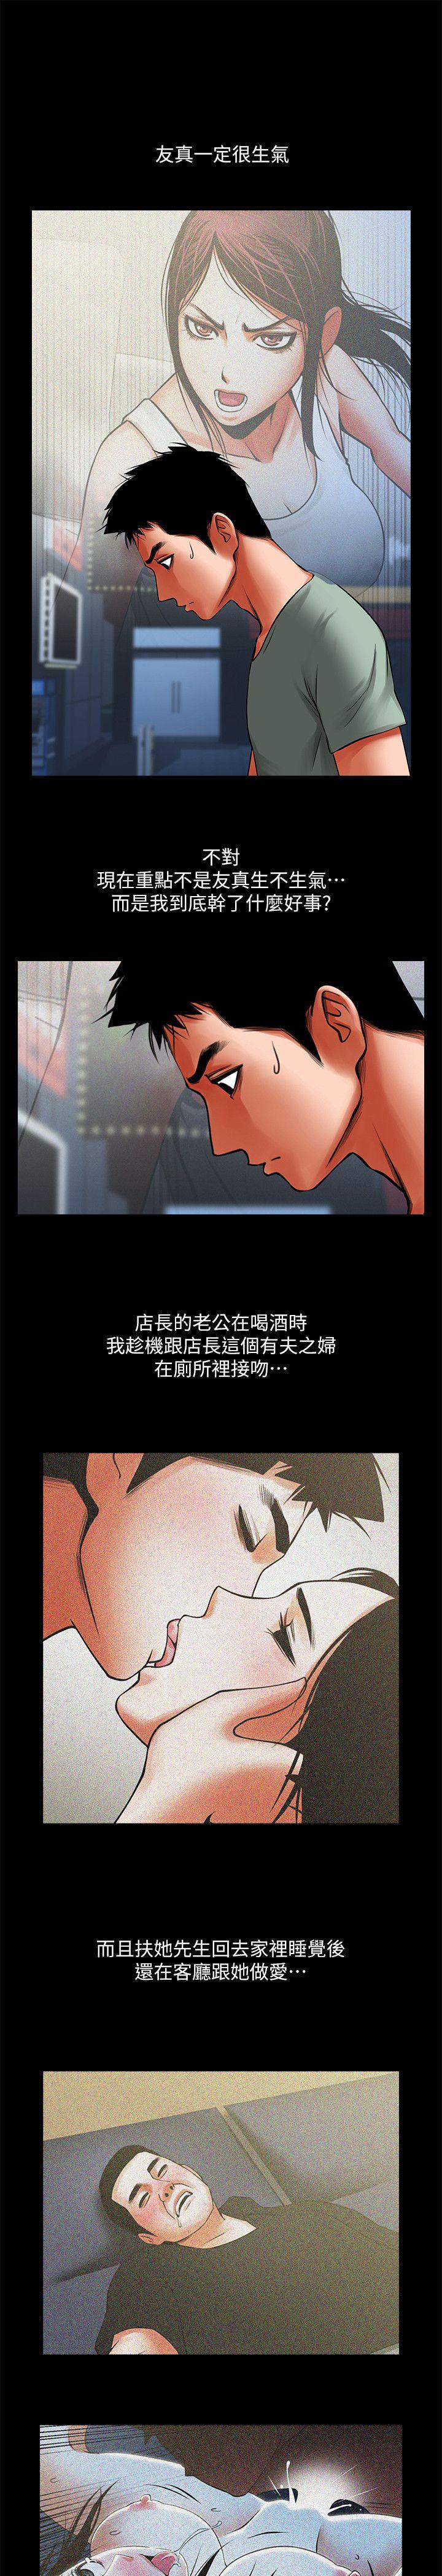 友真一定很生氣
不對
現在重點不是友真生不生氣…
而是我到底幹了什麼好事?
店長的老公在喝酒時
我趁機跟店長這個有夫之婦
在廁所裡接吻…
而且扶她先生回去家裡睡覺後
還在客廳跟她做愛…